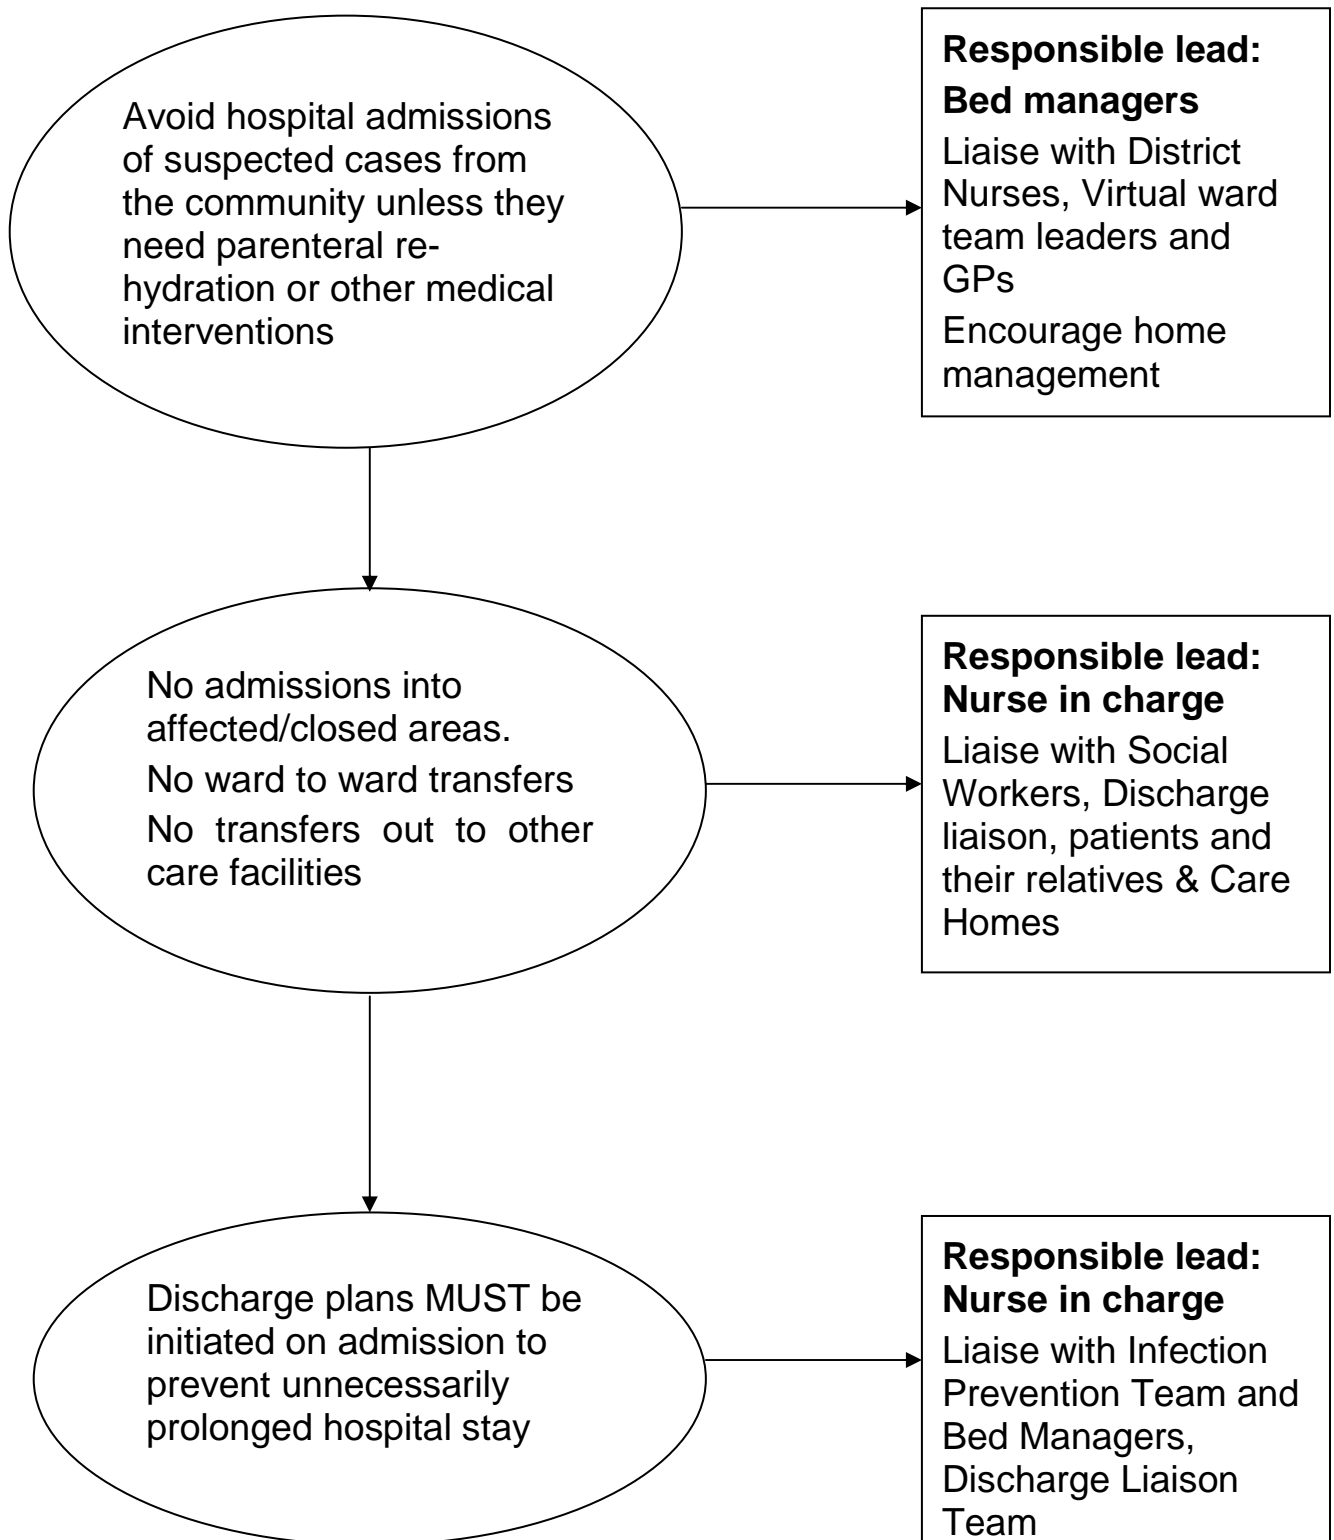 Avoid hospital admissions
of suspected cases from
the community unless they
need parenteral re-
hydration or other medical
interventions
Responsible lead:
Bed managers
Liaise with District
Nurses, Virtual ward
team leaders and
GPs
Encourage home
management
No admissions into
affected/closed areas.
No ward to ward transfers
No transfers out to other
care facilities
Responsible lead:
Nurse in charge
Liaise with Social
Workers, Discharge
liaison, patients and
their relatives & Care
Homes
Discharge plans MUST be
initiated on admission to
prevent unnecessarily
prolonged hospital stay
Responsible lead:
Nurse in charge
Liaise with Infection
Prevention Team and
Bed Managers,
Discharge Liaison
Team